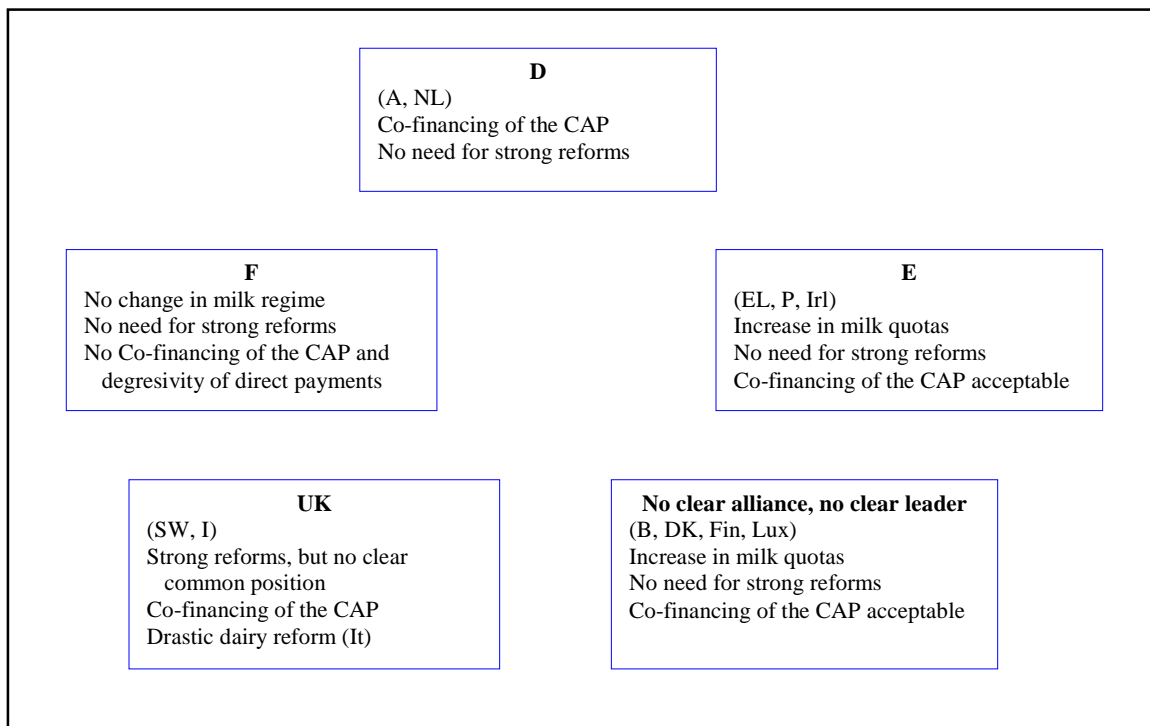 D
(A, NL)
Co-financing of the CAP
No need for strong reforms
F
No change in milk regime
No need for strong reforms
No Co-financing of the CAP and
degresivity of direct payments
E
(EL, P, Irl)
Increase in milk quotas
No need for strong reforms
Co-financing of the CAP acceptable
UK
(SW, I)
Strong reforms, but no clear
common position
Co-financing of the CAP
Drastic dairy reform (It)
No clear alliance, no clear leader
(B, DK, Fin, Lux)
Increase in milk quotas
No need for strong reforms
Co-financing of the CAP acceptable